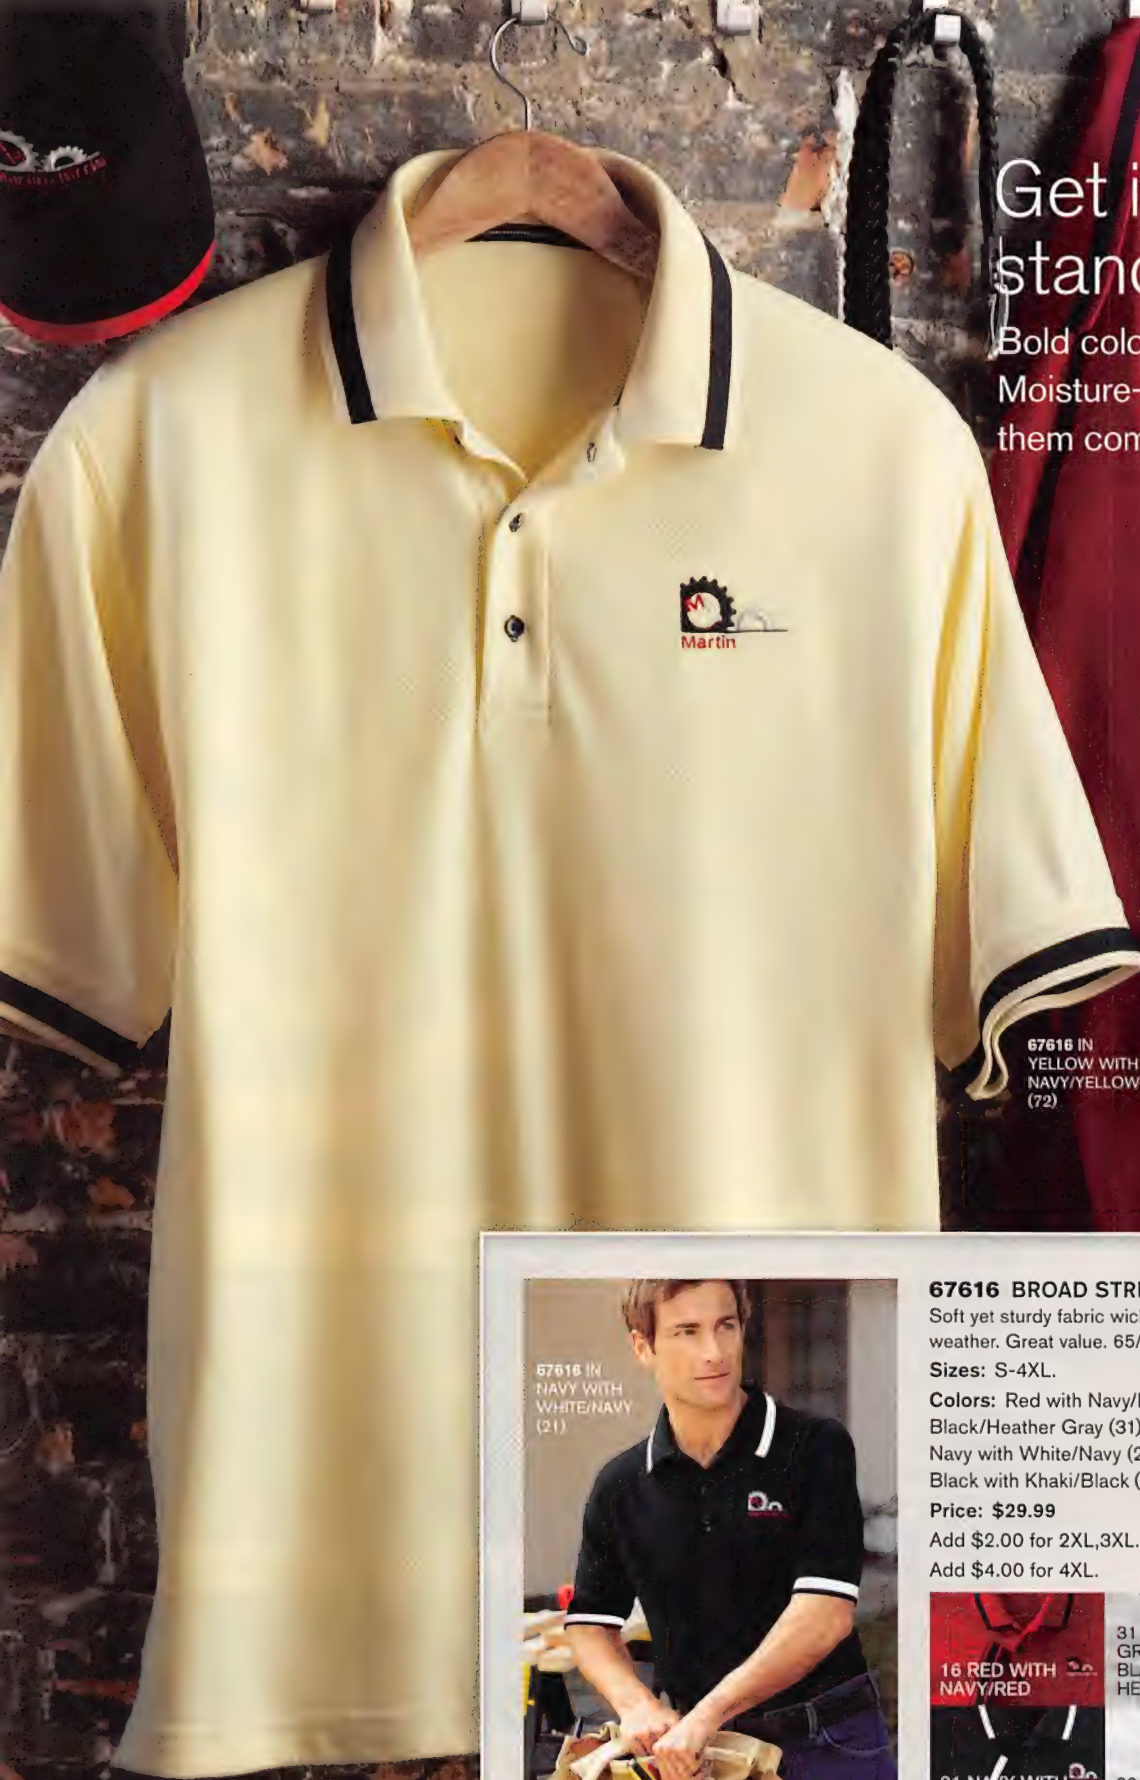 M
Martin
Get i
stand
Bold colo
Moisture-
them com
67616 IN
YELLOW WITH
NAVY/YELLOW
(72)
67616 IN
NAVY WITH
WHITE/NAVY
(21)
67616 BROAD STRI
Soft yet sturdy fabric wick
weather. Great value. 65/
Sizes: S-4XL.
Colors: Red with Navy/
Black/Heather Gray (31)
Navy with White/Navy (2
Black with Khaki/Black (
Price: $29.99
Add $2.00 for 2XL,3XL.
Add $4.00 for 4XL.
16 RED WITH
NAVY/RED
31
GR
BL
HE